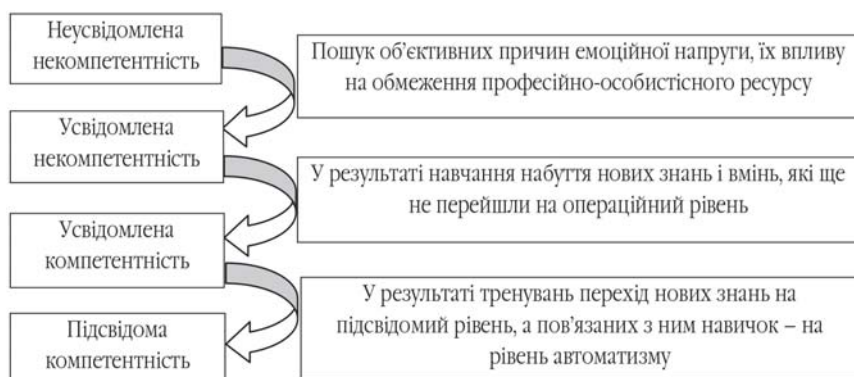 Неусвідомлена
некомпетентність
Пошук об’єктивних причин емоційної напруги, їх впливу
на обмеження професійно-особистісного ресурсу
Усвідомлена
некомпетентність
У результаті навчання набуття нових знань і вмінь, які ще
не перейшли на операційний рівень
Усвідомлена
компетентність
У результаті тренувань перехід нових знань на
підсвідомий рівень, а пов’язаних з ним навичок – на
рівень автоматизму
Підсвідома
компетентність